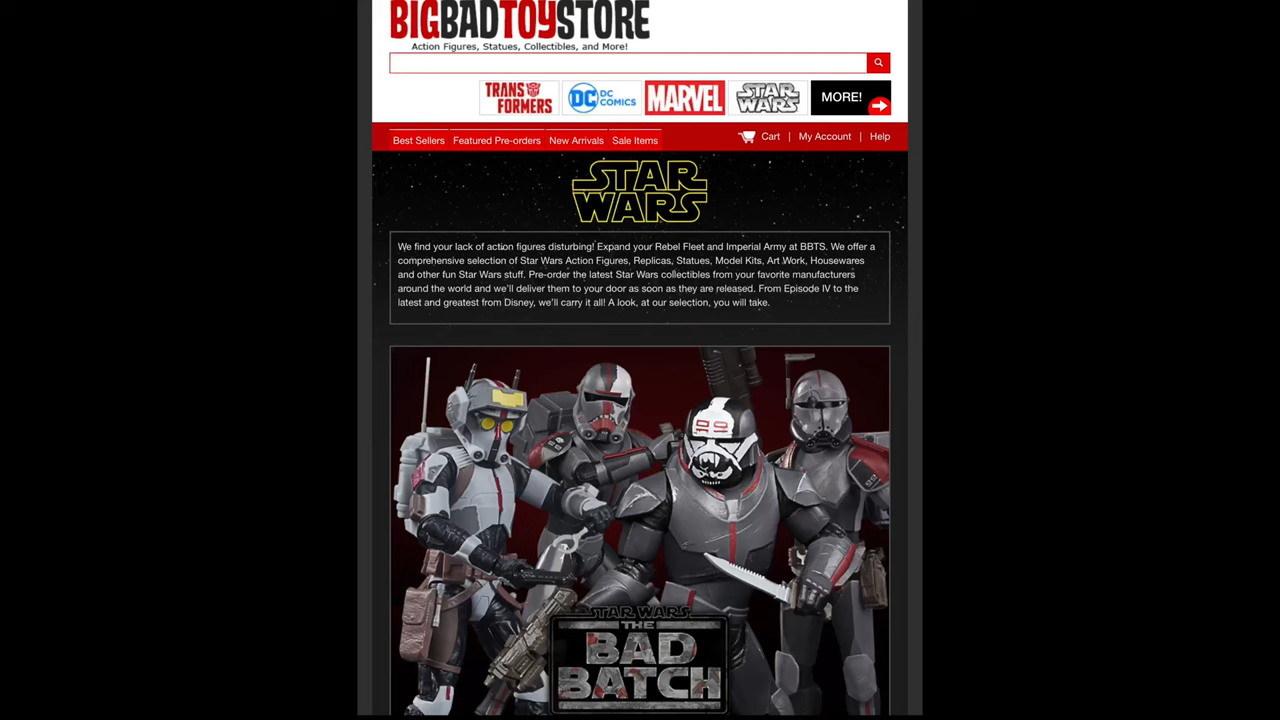 BIGBADTOYSTORE
Action Figures, Statues, Collectibles, and More!
TRANSFORMERS DC DC COMICS MARVEL STAR WARS MORE!
Best Sellers Featured Pre-orders New Arrivals Sale Items Cart | My Account | Help
STAR
WARS
We find your lack of action figures disturbing! Expand your Rebel Fleet and Imperial Army at BBTS. We offer a
comprehensive selection of Star Wars Action Figures, Replicas, Statues, Model Kits, Art Work, Housewares
and other fun Star Wars stuff. Pre-order the latest Star Wars collectibles from your favorite manufacturers
around the world and we'll deliver them to your door as soon as they are released. From Episode IV to the
latest and greatest from Disney, we'll carry it all! A look, at our selection, you will take.
STAR WARS
THE
BAD
BATCH